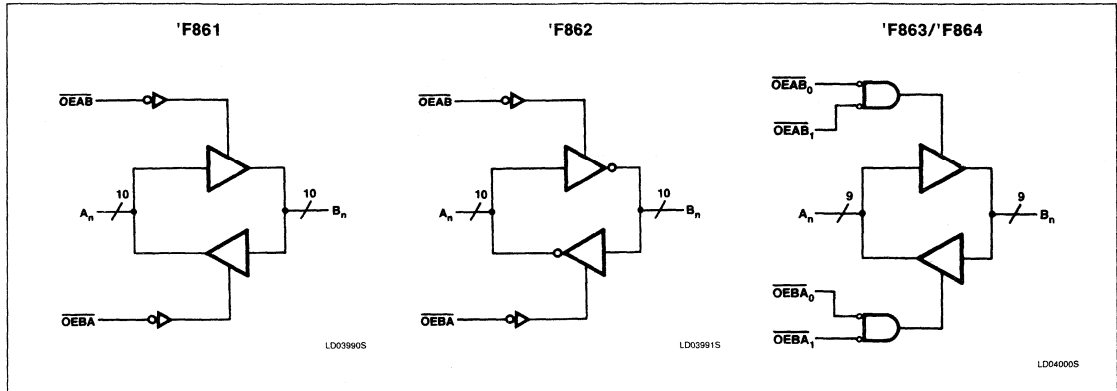 'F861
OEAB
10
Aₙ
10
Bₙ
OEBA
LD03990S
'F862
OEAB
10
Aₙ
10
Bₙ
OEBA
LD03991S
'F863/'F864
OEAB₀
OEAB₁
9
Aₙ
9
Bₙ
OEBA₀
OEBA₁
LD04000S